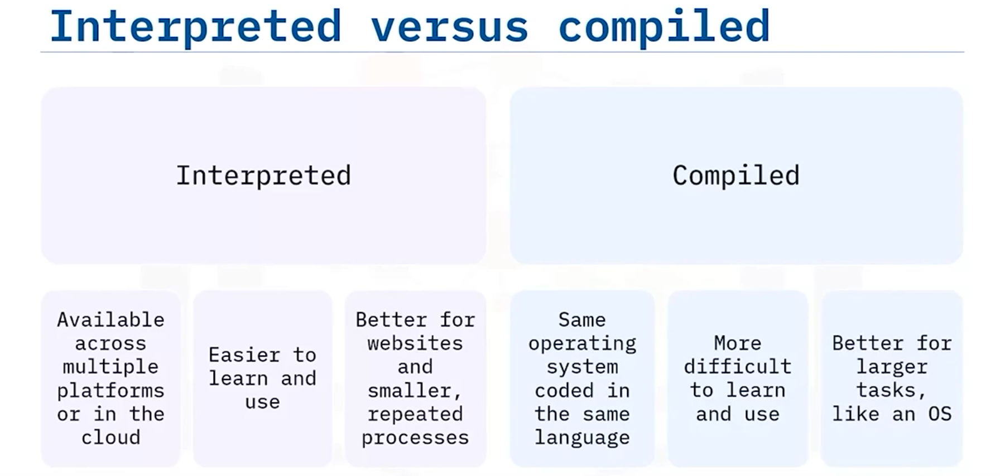 Interpreted versus compiled
Interpreted
Compiled
Available
across
multiple
platforms
or in the
cloud
Easier to
learn and
use
Better for
websites
and
smaller,
repeated
processes
Same
operating
system
coded in
the same
language
More
difficult
to learn
and use
Better for
larger
tasks,
like an OS